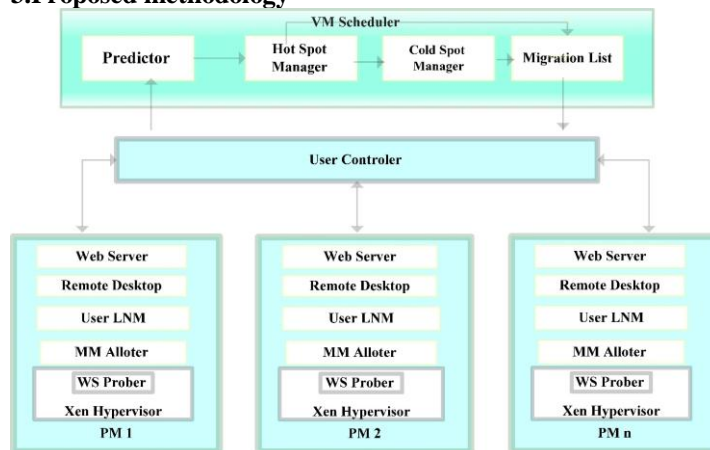 3.Proposed methodology
VM Scheduler
Predictor
Hot Spot
Manager
Cold Spot
Manager
Migration List
User Controler
Web Server
Remote Desktop
User LNM
MM Alloter
WS Prober
Xen Hypervisor
PM 1
Web Server
Remote Desktop
User LNM
MM Alloter
WS Prober
Xen Hypervisor
PM 2
Web Server
Remote Desktop
User LNM
MM Alloter
WS Prober
Xen Hypervisor
PM n